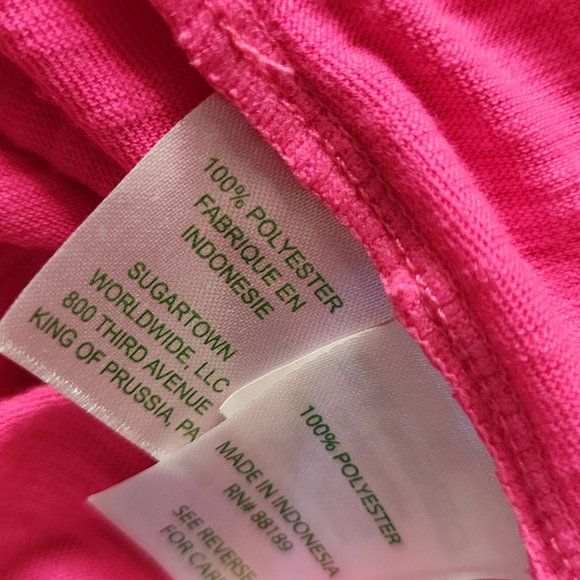 100% POLYESTER
FABRIQUE EN
INDONESIE
SUGARTOWN
WORLDWIDE, LLC
800 THIRD AVENUE
KING OF PRUSSIA, PA
100% POLYESTER
MADE IN INDONESIA
RN# 88189
SEE REVERSE
FOR CAR